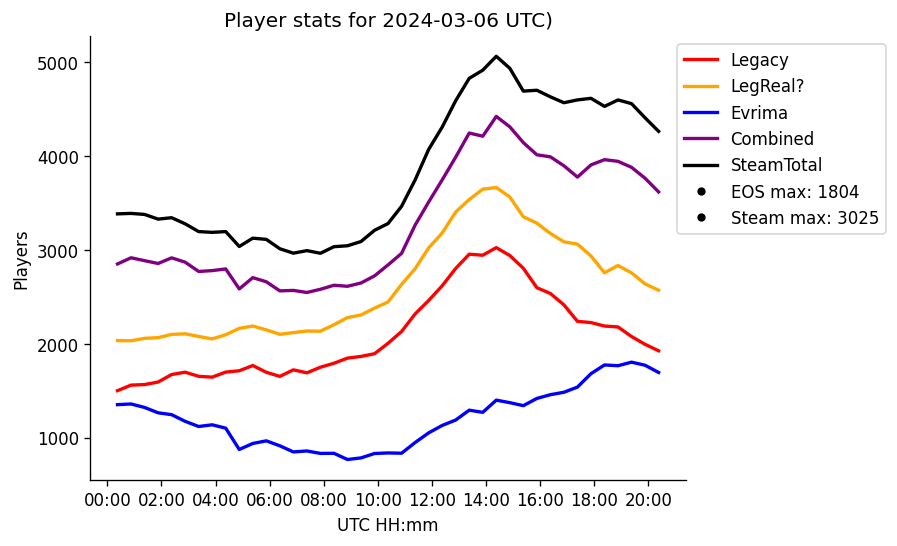 Player stats for 2024-03-06 UTC)
Legacy
LegReal?
Evrima
Combined
SteamTotal
EOS max: 1804
Steam max: 3025
Players
5000
4000
3000
2000
1000
00:00 02:00 04:00 06:00 08:00 10:00 12:00 14:00 16:00 18:00 20:00
UTC HH:mm